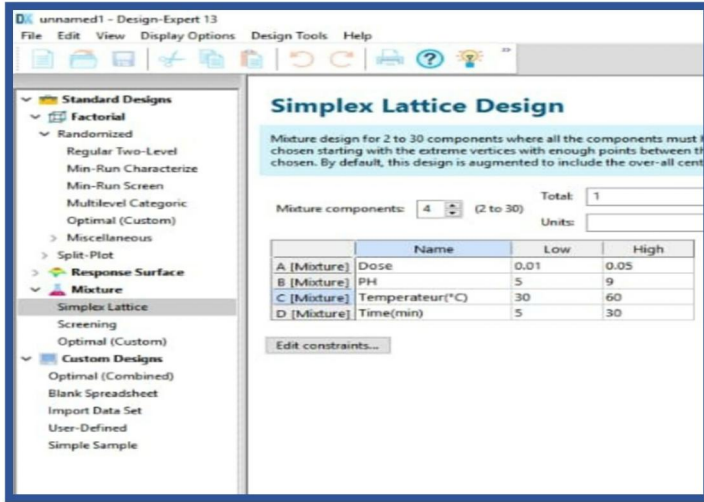 DX unnamed1 - Design-Expert 13
File Edit View Display Options Design Tools Help
Standard Designs
Factorial
Randomized
Regular Two-Level
Min-Run Characterize
Min-Run Screen
Multilevel Categoric
Optimal (Custom)
Miscellaneous
Split-Plot
Response Surface
Mixture
Simplex Lattice
Screening
Optimal (Custom)
Custom Designs
Optimal (Combined)
Blank Spreadsheet
Import Data Set
User-Defined
Simple Sample
Simplex Lattice Design
Mixture design for 2 to 30 components where all the components must
chosen starting with the extreme vertices with enough points between
chosen. By default, this design is augmented to include the over-all cent
Mixture components: 4 (2 to 30) Total: 1
Units:
Name Low High
A [Mixture] Dose 0.01 0.05
B [Mixture] PH 5 9
C [Mixture] Temperateur(°C) 30 60
D [Mixture] Time(min) 5 30
Edit constraints...